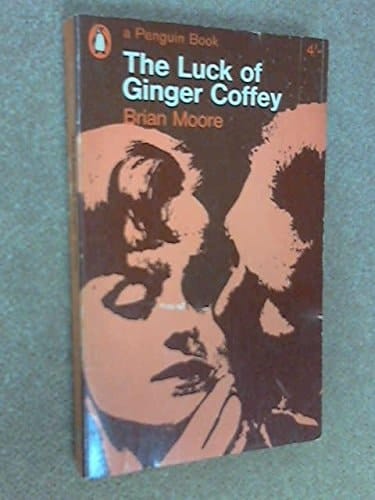 a Penguin Book
4/-
The Luck of
Ginger Coffey
Brian Moore